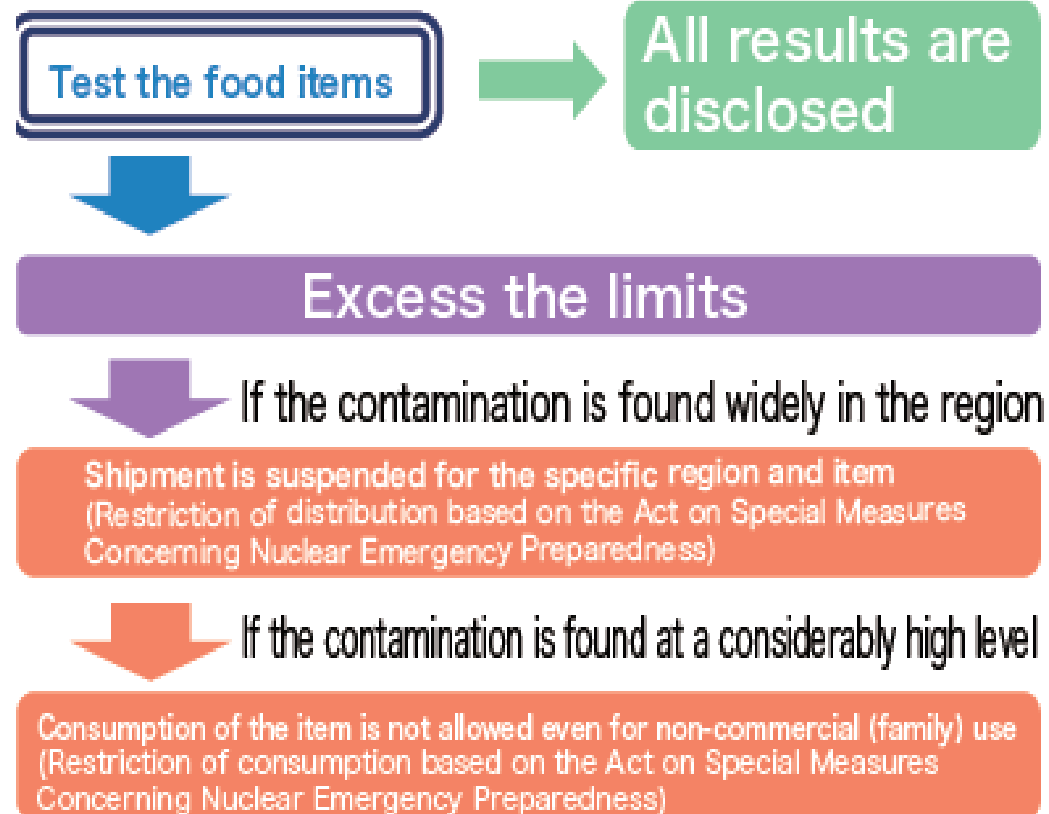 Test the food items
All results are
disclosed
Excess the limits
If the contamination is found widely in the region
Shipment is suspended for the specific region and item
(Restriction of distribution based on the Act on Special Measures
Concerning Nuclear Emergency Preparedness)
If the contamination is found at a considerably high level
Consumption of the item is not allowed even for non-commercial (family) use
(Restriction of consumption based on the Act on Special Measures
Concerning Nuclear Emergency Preparedness)